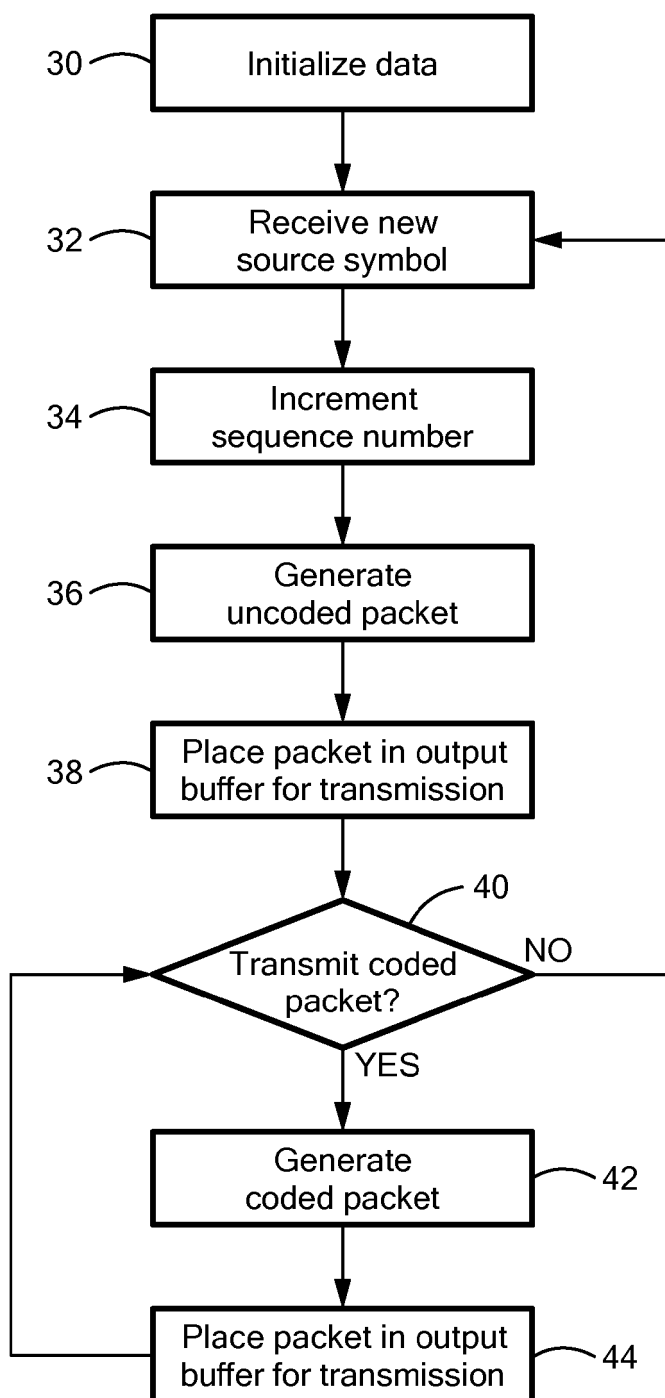 30
Initialize data
32
Receive new
source symbol
34
Increment
sequence number
36
Generate
uncoded packet
38
Place packet in output
buffer for transmission
40
Transmit coded
packet?
NO
YES
Generate
coded packet
42
Place packet in output
buffer for transmission
44